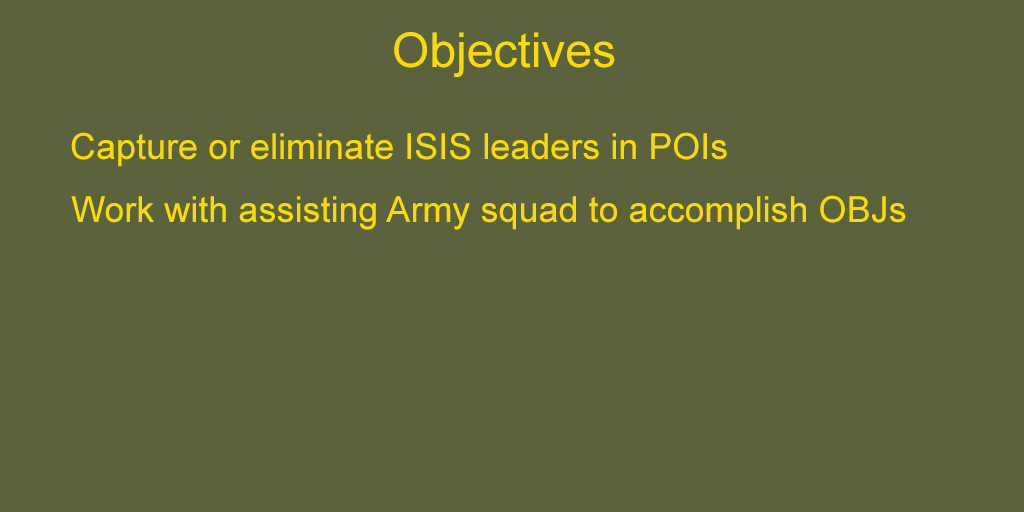 Objectives
Capture or eliminate ISIS leaders in POIs
Work with assisting Army squad to accomplish OBJs